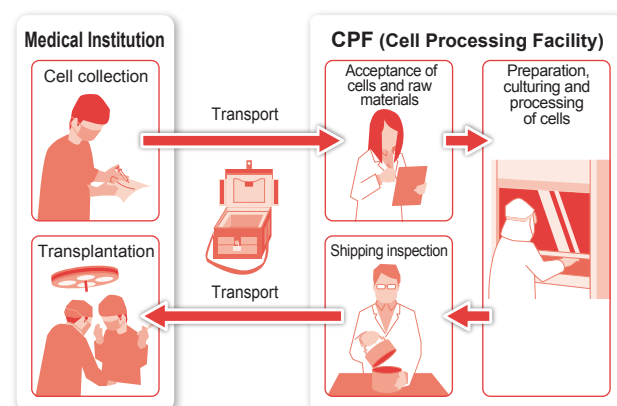 Medical Institution
Cell collection
Transplantation
Transport
Transport
CPF (Cell Processing Facility)
Acceptance of
cells and raw
materials
Preparation,
culturing and
processing
of cells
Shipping inspection